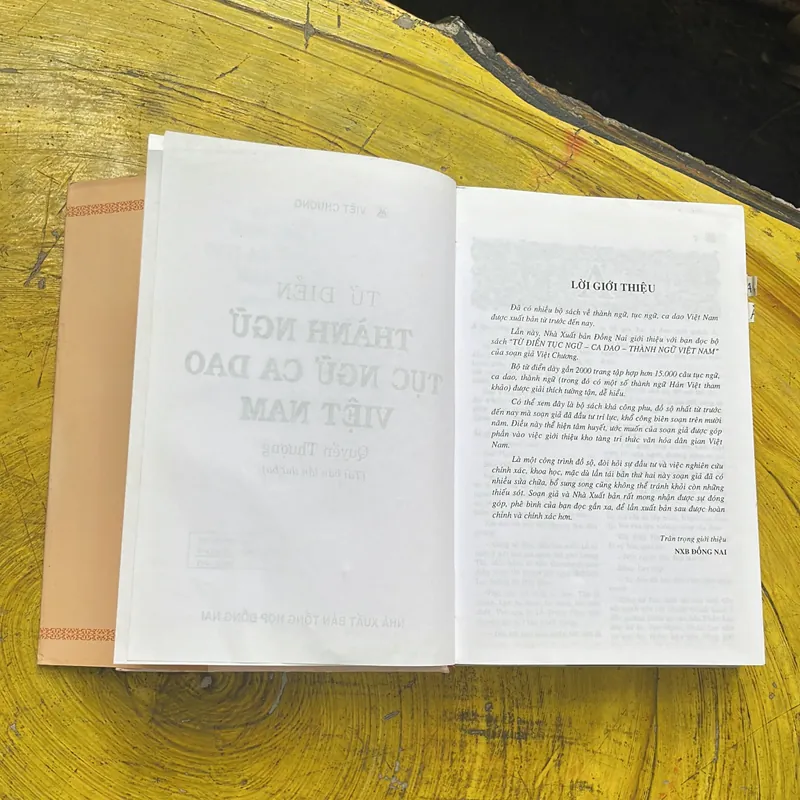 VIỆT CHƯƠNG
TỪ ĐIỂN
THÀNH NGỮ
TỤC NGỮ CA DAO
VIỆT NAM
Quyển Thượng
NHÀ XUẤT BẢN TỔNG HỢP ĐỒNG NAI
LỜI GIỚI THIỆU
Đã có nhiều bộ sách về thành ngữ, tục ngữ, ca dao Việt Nam
được xuất bản từ trước đến nay.
Lần này, Nhà Xuất bản Đồng Nai giới thiệu với bạn đọc bộ
sách “TỪ ĐIỂN TỤC NGỮ – CA DAO – THÀNH NGỮ VIỆT NAM”
của soạn giả Việt Chương.
Bộ từ điển dày gần 2000 trang tập hợp hơn 15.000 câu tục ngữ,
ca dao, thành ngữ (trong đó có một số thành ngữ Hán Việt tham
khảo) được giải thích tường tận, dễ hiểu.
Có thể xem đây là bộ sách khá công phu, đồ sộ nhất từ trước
đến nay mà soạn giả đã đầu tư trí lực, khổ công biên soạn trên mười
năm. Điều này thể hiện tâm huyết, ước muốn của soạn giả được góp
phần vào việc giới thiệu kho tàng tri thức văn hóa dân gian Việt
Nam.
Là một công trình đồ sộ, đòi hỏi sự đầu tư và việc nghiên cứu
chính xác, khoa học, mặc dù lần tái bản thứ hai này soạn giả đã có
nhiều sửa chữa, bổ sung song cũng không thể tránh khỏi còn những
thiếu sót. Soạn giả và Nhà Xuất bản rất mong nhận được sự đóng
góp, phê bình của bạn đọc gần xa, để lần xuất bản sau được hoàn
chỉnh và chính xác hơn.
Trân trọng giới thiệu
NXB ĐỒNG NAI
A